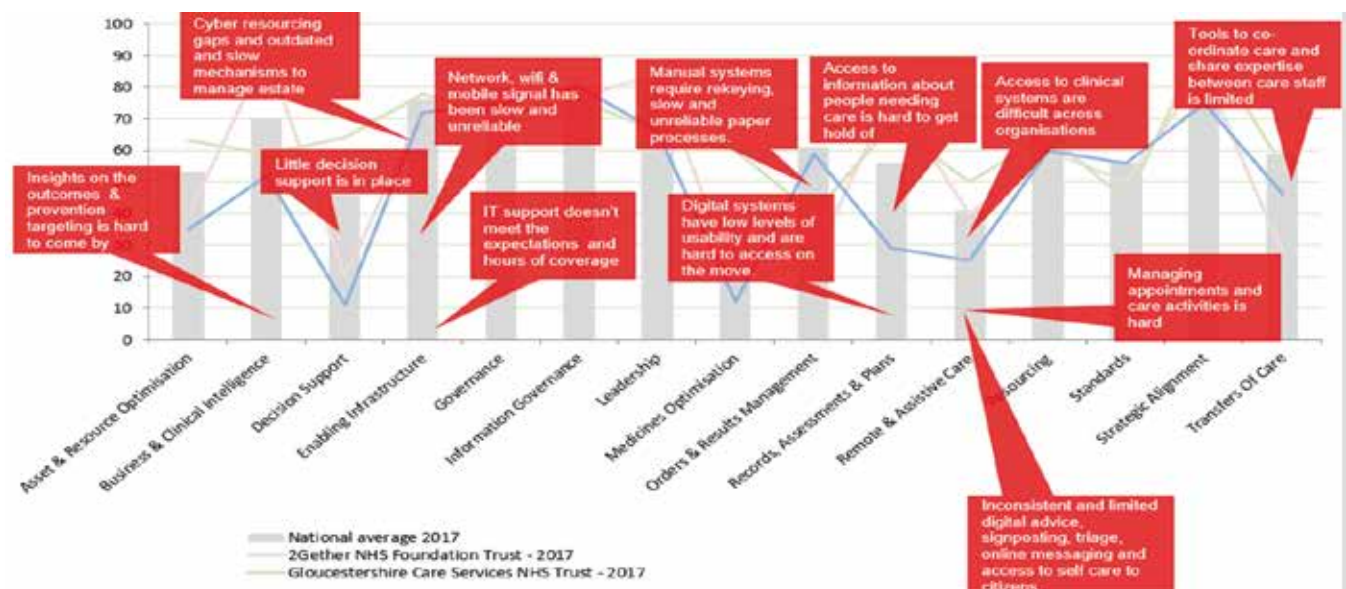 100
90
80
70
60
20
10
0
Cyber resourcing
gaps and outdated
and slow
mechanisms to
manage estate
Network, wifi &
mobile signal has
been slow and
unreliable
Manual systems
require rekeying,
slow and
unreliable paper
processes.
Access to
information about
people needing
care is hard to get
hold of
Access to clinical
systems are
difficult across
organisations
Tools to co-
ordinate care and
share expertise
between care staff
is limited
Insights on the
outcomes &
prevention
targeting is hard
to come by
Little decision
support is in place
IT support doesn't
meet the
expectations and
hours of coverage
Digital systems
have low levels of
usability and are
hard to access on
the move.
Managing
appointments and
care activities is
hard
Asset & Resource Optimisation
Business & Clinical Intelligence
Decision Support
Enabling Infrastructure
Governance
Information Governance
Leadership
Medicines Optimisation
Orders & Results Management
Records, Assessments & Plans
Remote & Assistive Care
Standards
Strategic Alignment
Transfers Of Care
Inconsistent and limited
digital advice,
signposting, triage,
online messaging and
access to self care to
citizens
National average 2017
2Gether NHS Foundation Trust - 2017
Gloucestershire Care Services NHS Trust - 2017